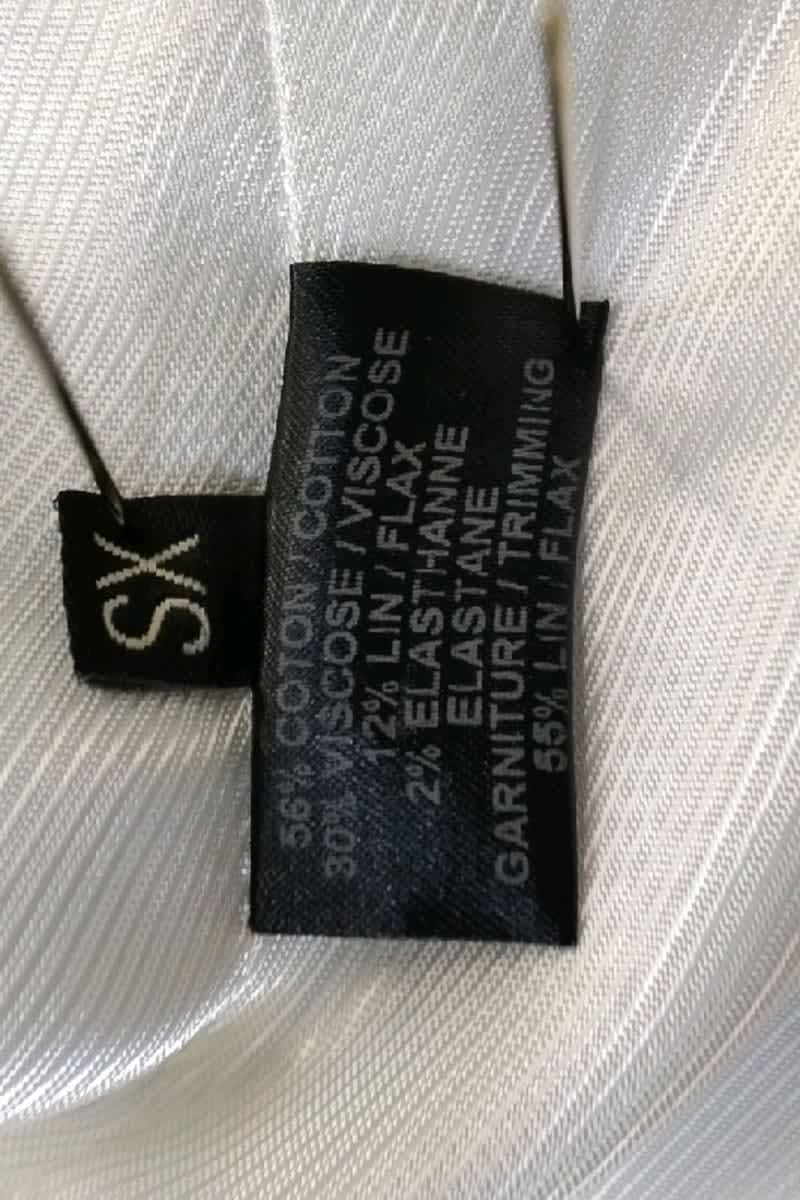 XS
56% COTON / COTTON
30% VISCOSE / VISCOSE
12% LIN / FLAX
2% ELASTHANNE
ELASTANE
GARNITURE / TRIMMING
55% LIN / FLAX